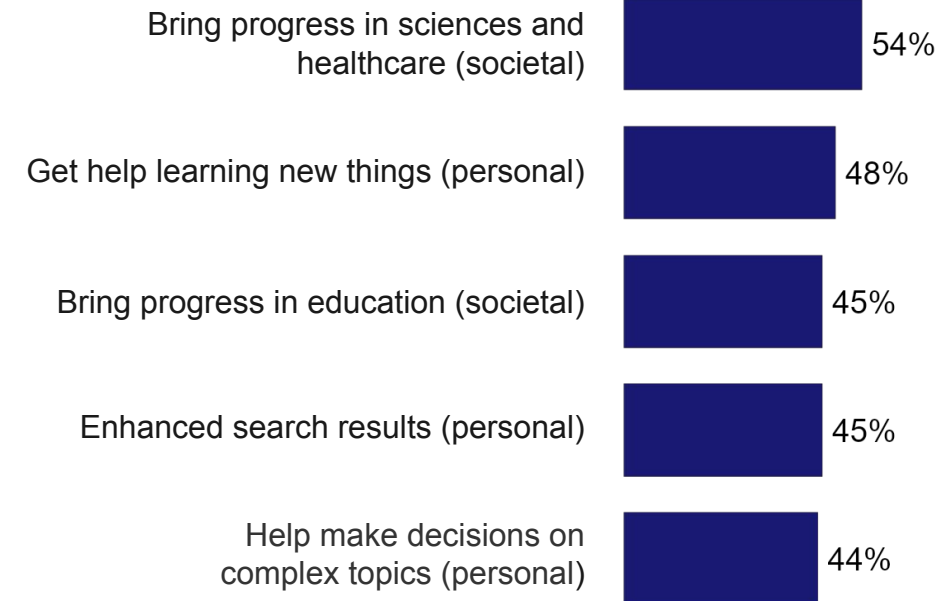 Bring progress in sciences and
healthcare (societal)
54%
Get help learning new things (personal)
48%
Bring progress in education (societal)
45%
Enhanced search results (personal)
45%
Help make decisions on
complex topics (personal)
44%